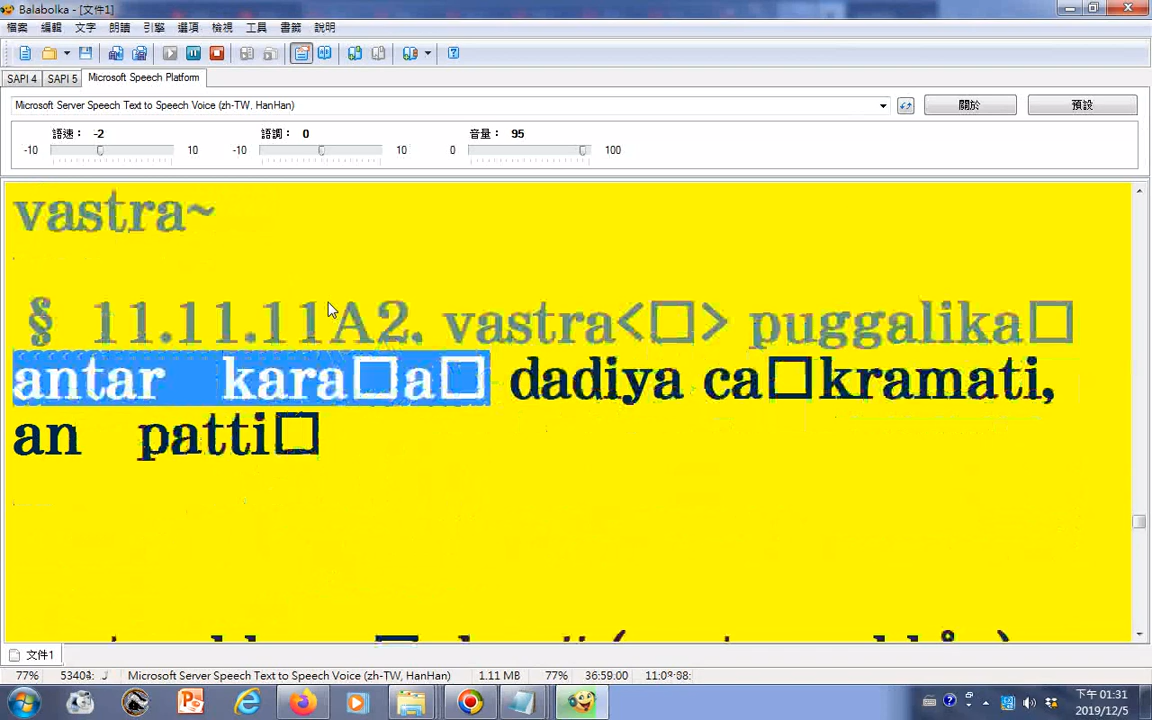 Balabolka - [文件1]
檔案 編輯 文字 朗讀 引擎 選項 檢視 工具 書籤 說明
SAPI 4 SAPI 5 Microsoft Speech Platform
Microsoft Server Speech Text to Speech Voice (zh-TW, HanHan)
關於 預設
語速： -2 語調： 0 音量： 95
-10 10 -10 10 0 100
vastra~
§ 11.11.11A2. vastra<□> puggalika□
antar kara□a□ dadiya ca□kramati,
an patti□
文件1
77% Microsoft Server Speech Text to Speech Voice (zh-TW, HanHan) 1.11 MB 77% 36:59:00
下午 01:31
2019/12/5